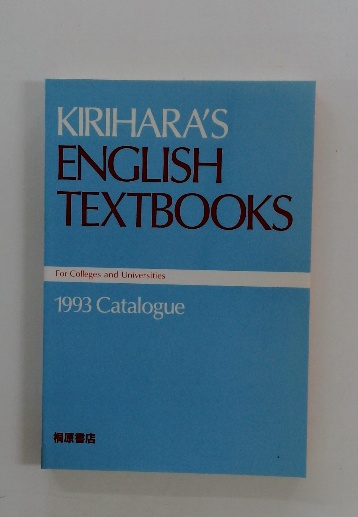 KIRIHARA'S
ENGLISH
TEXTBOOKS
For Colleges and Universities
1993 Catalogue
桐原書店